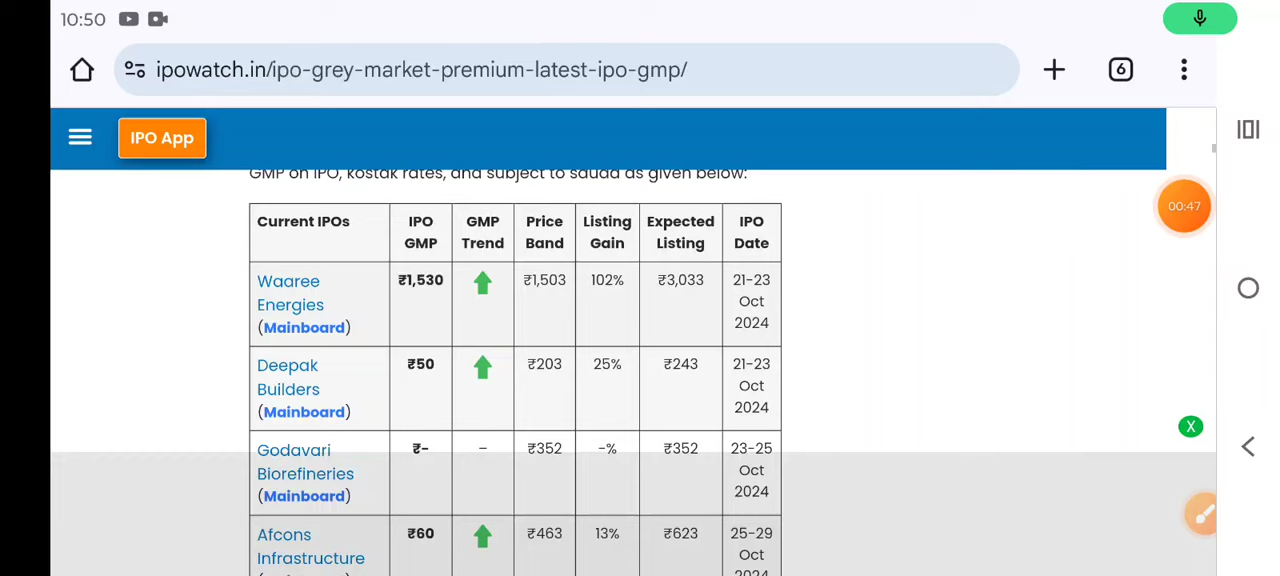 10:50
ipowatch.in/ipo-grey-market-premium-latest-ipo-gmp/
6
IPO App
00:47
GMP on IPO, kostak rates, and subject to sauda as given below:
Current IPOs IPO GMP Price Listing Expected IPO
GMP Trend Band Gain Listing Date
Waaree ₹1,530 ₹1,503 102% ₹3,033 21-23
Energies Oct
(Mainboard) 2024
Deepak ₹50 ₹203 25% ₹243 21-23
Builders Oct
(Mainboard) 2024
X
Godavari ₹- – ₹352 -% ₹352 23-25
Biorefineries Oct
(Mainboard) 2024
Afcons ₹60 ₹463 13% ₹623 25-29
Infrastructure Oct
2024